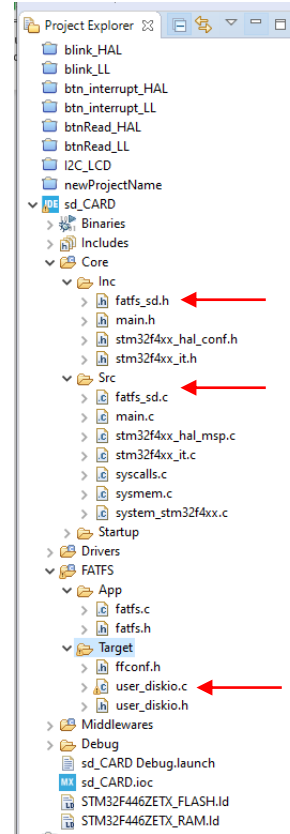 Project Explorer
blink_HAL
blink_LL
btn_interrupt_HAL
btn_interrupt_LL
btnRead_HAL
btnRead_LL
I2C_LCD
newProjectName
IDE sd_CARD
Binaries
Includes
Core
Inc
.h fatfs_sd.h
.h main.h
.h stm32f4xx_hal_conf.h
.h stm32f4xx_it.h
Src
.c fatfs_sd.c
.c main.c
.c stm32f4xx_hal_msp.c
.c stm32f4xx_it.c
.c syscalls.c
.c sysmem.c
.c system_stm32f4xx.c
Startup
Drivers
FATFS
App
.c fatfs.c
.h fatfs.h
Target
.h ffconf.h
.c user_diskio.c
.h user_diskio.h
Middlewares
Debug
sd_CARD Debug.launch
MX sd_CARD.ioc
STM32F446ZETX_FLASH.ld
STM32F446ZETX_RAM.ld